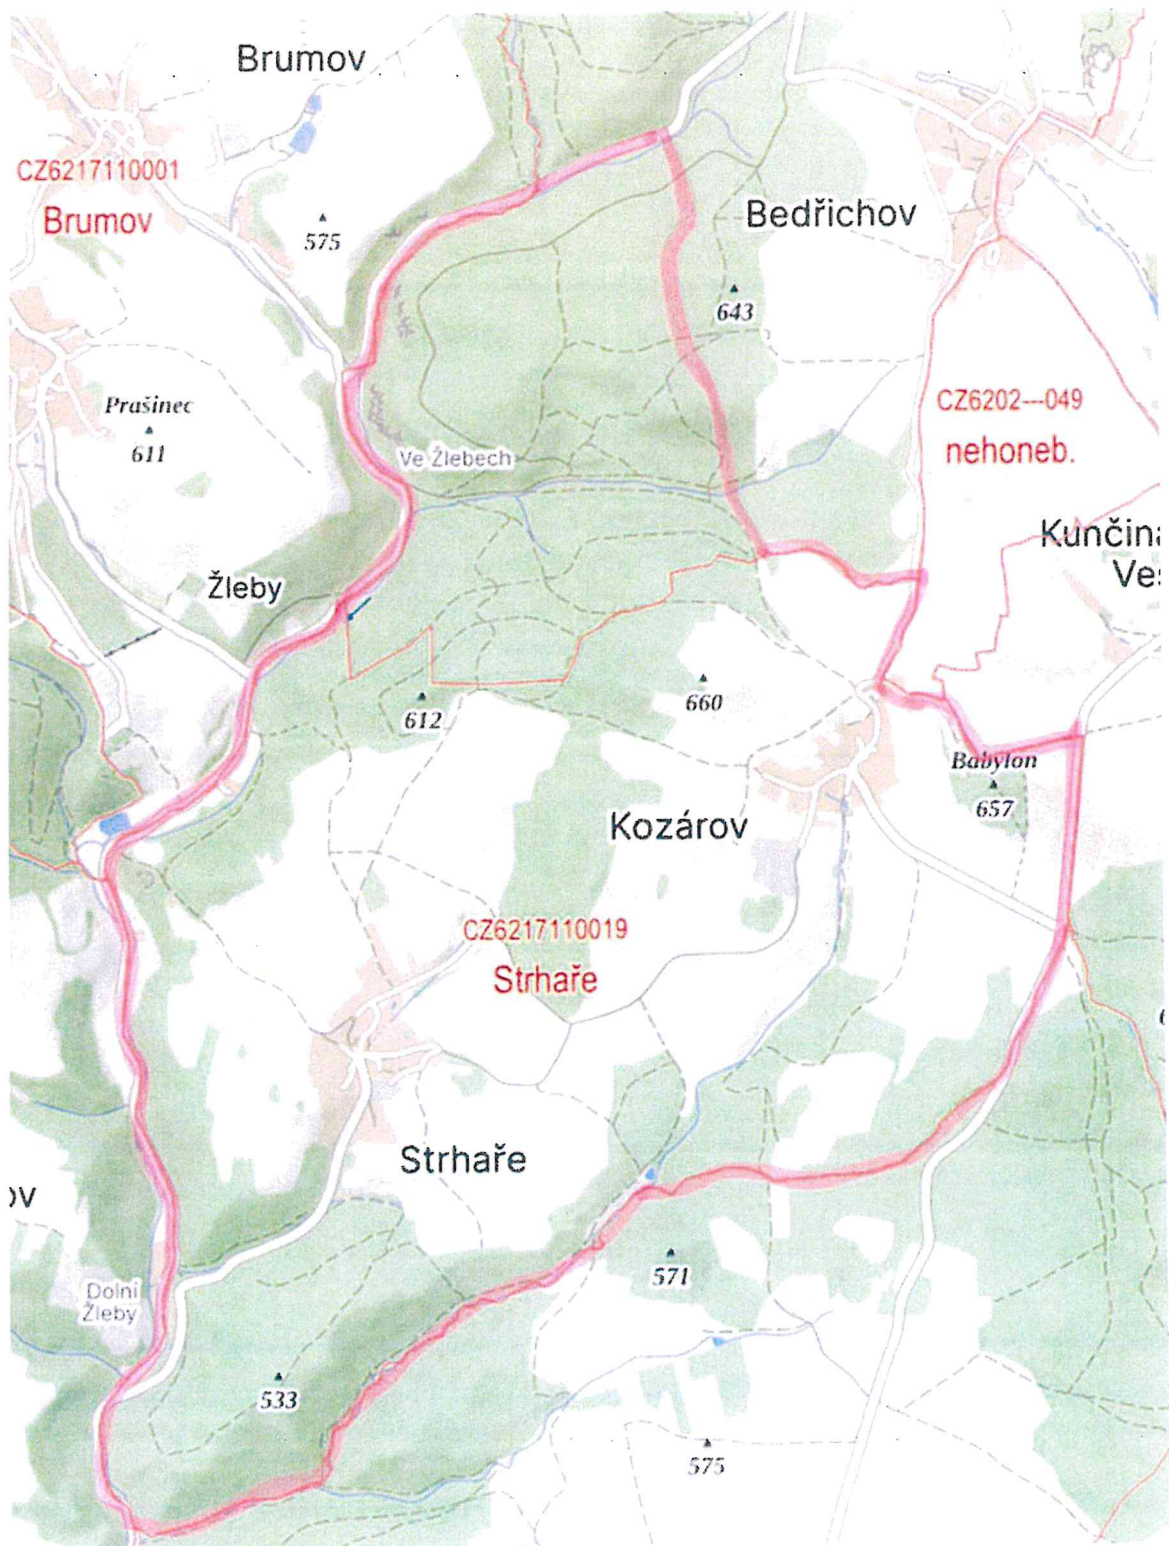 Brumov
CZ6217110001
Brumov
575
Bedřichov
643
Prašinec
611
CZ6202---049
nehoneb.
Ve Žlebech
Kunčina
Ves
Žleby
612
660
Babylon
657
Kozárov
CZ6217110019
Strhaře
Strhaře
571
Dolní
Žleby
533
575